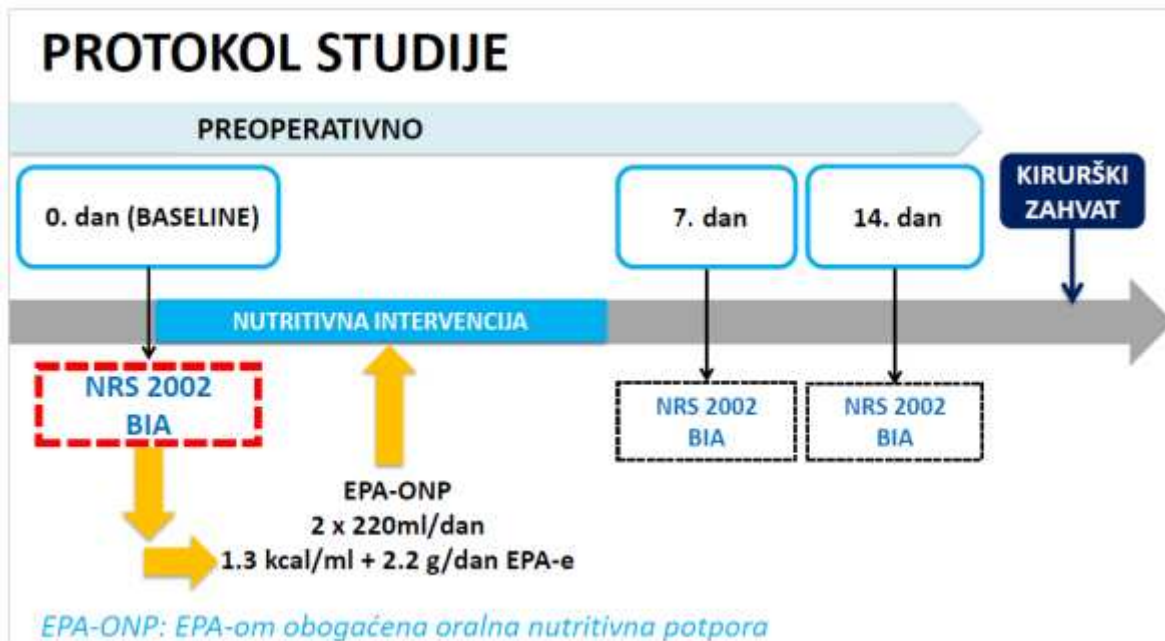 PROTOKOL STUDIJE
PREOPERATIVNO
0. dan (BASELINE)
7. dan
14. dan
KIRURŠKI
ZAHVAT
NUTRITIVNA INTERVENCIJA
NRS 2002
BIA
NRS 2002
BIA
NRS 2002
BIA
EPA-ONP
2 x 220ml/dan
1.3 kcal/ml + 2.2 g/dan EPA-e
EPA-ONP: EPA-om obogaćena oralna nutritivna potpora